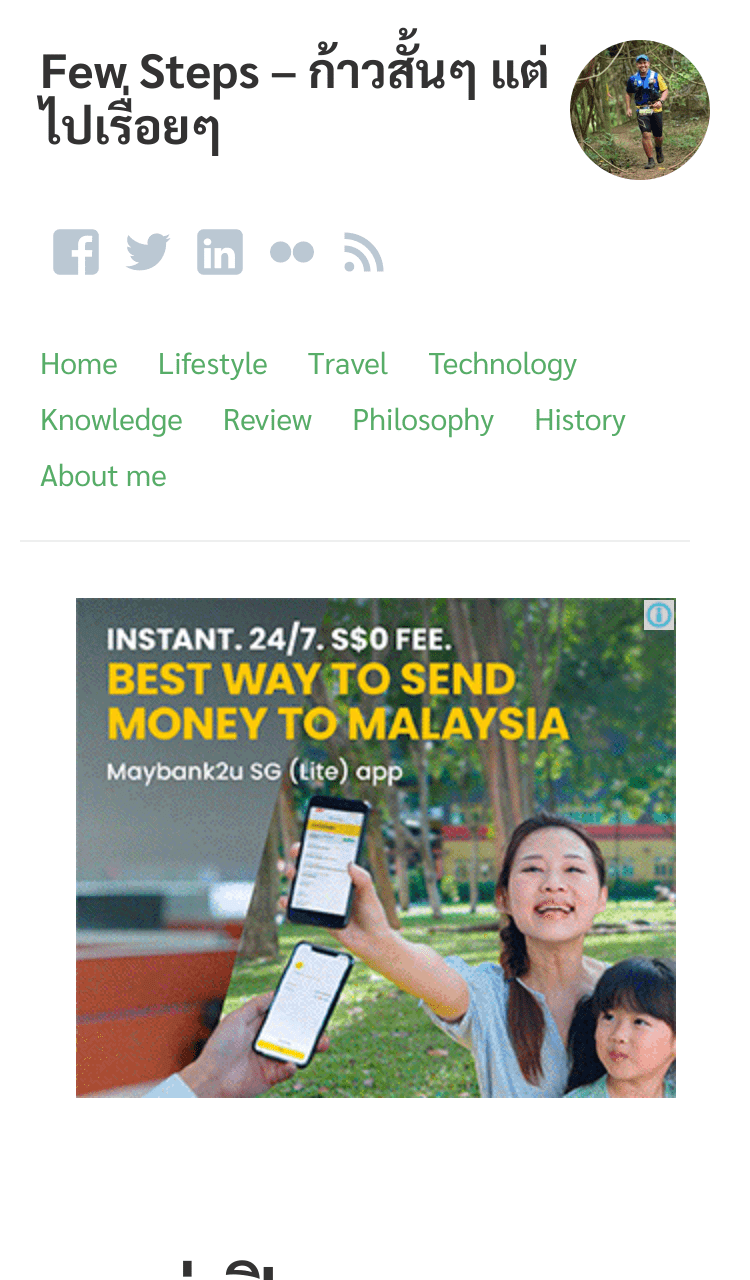 Few Steps – ก้าวสั้นๆ แต่
ไปเรื่อยๆ
Home Lifestyle Travel Technology
Knowledge Review Philosophy History
About me
INSTANT. 24/7. S$0 FEE.
BEST WAY TO SEND
MONEY TO MALAYSIA
Maybank2u SG (Lite) app